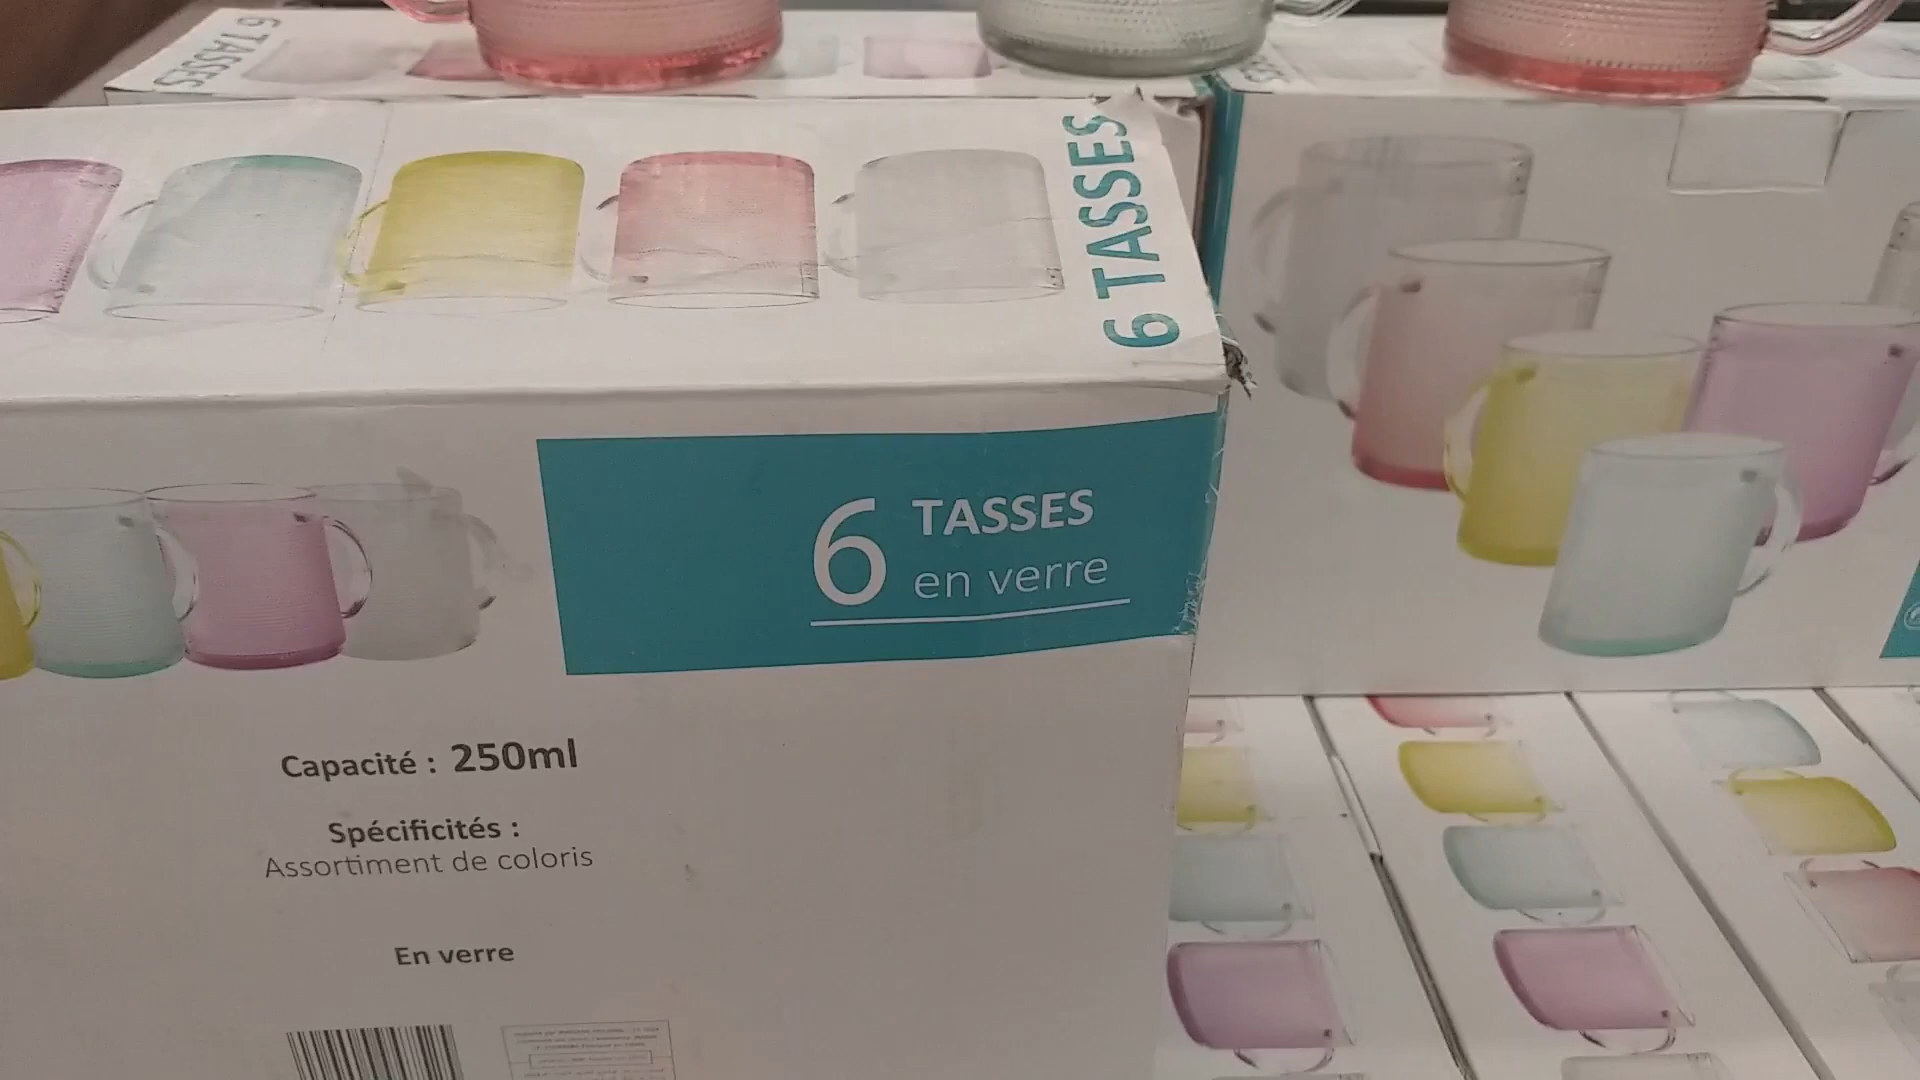 6 TASSES
6 TASSES
6 TASSES
en verre
Capacité : 250ml
Spécificités :
Assortiment de coloris
En verre